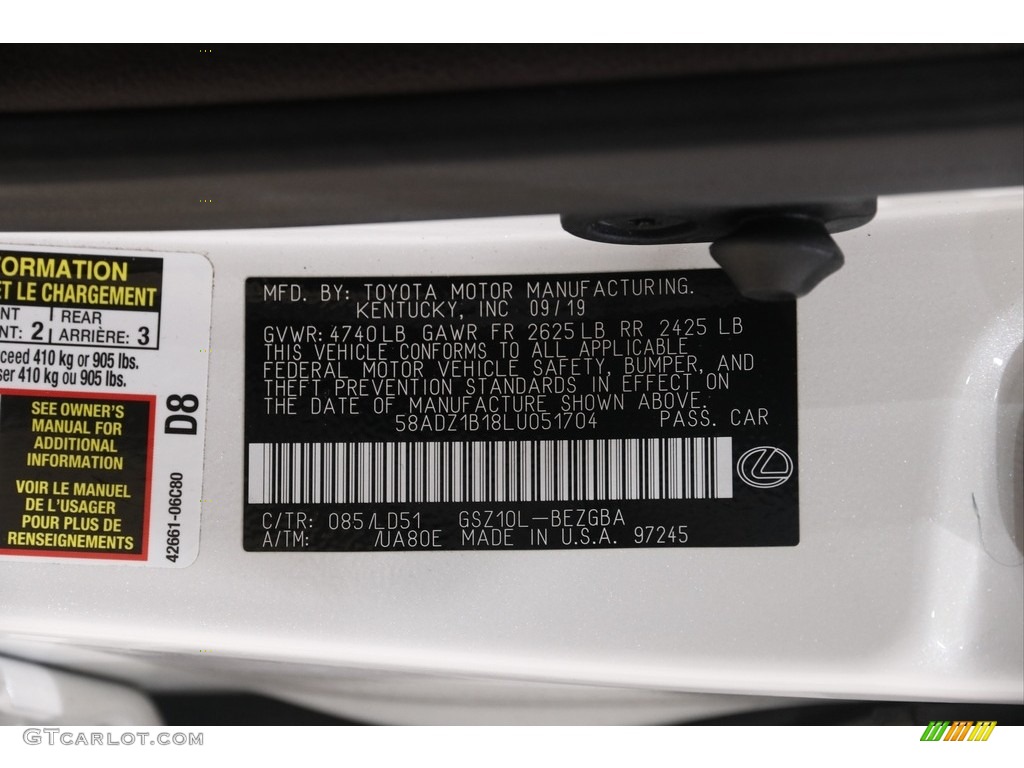 FORMATION
ET LE CHARGEMENT
NT REAR
NT: 2 ARRIÈRE: 3
ceed 410 kg or 905 lbs.
ser 410 kg ou 905 lbs.
SEE OWNER'S
MANUAL FOR
ADDITIONAL
INFORMATION
VOIR LE MANUEL
DE L'USAGER
POUR PLUS DE
RENSEIGNEMENTS
D8
42661-06C80
MFD. BY: TOYOTA MOTOR MANUFACTURING.
KENTUCKY, INC 09/19
GVWR: 4740LB GAWR FR 2625LB RR 2425 LB
THIS VEHICLE CONFORMS TO ALL APPLICABLE
FEDERAL MOTOR VEHICLE SAFETY, BUMPER, AND
THEFT PREVENTION STANDARDS IN EFFECT ON
THE DATE OF MANUFACTURE SHOWN ABOVE.
58ADZ1B18LU051704 PASS. CAR
C/TR: 085/LD51 GSZ10L-BEZGBA
A/TM: /UA80E MADE IN U.S.A. 97245
GTCarlot.com